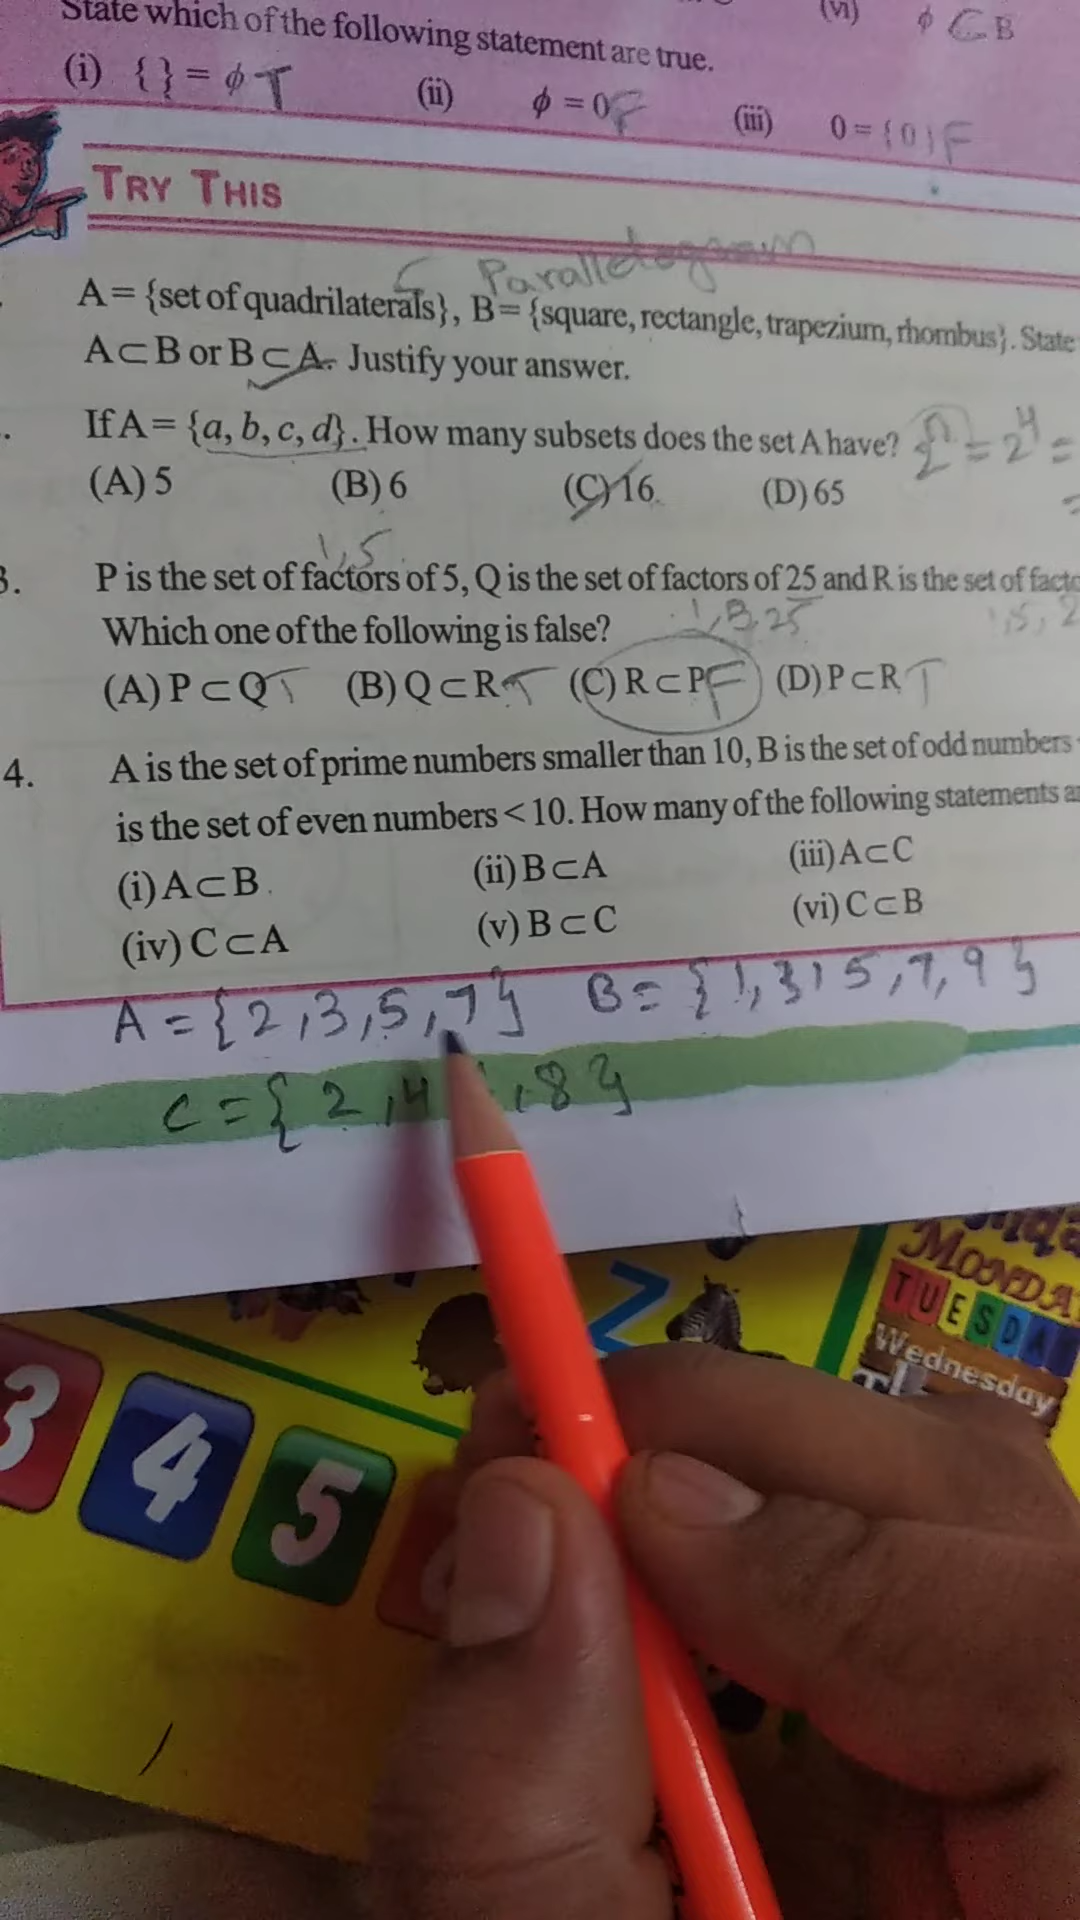 State which of the following statement are true.
(vi) ϕ ⊂ B
(i) { } = ϕ T (ii) ϕ = 0 F (iii) 0 = {0} F
TRY THIS
Parallelogram
A = {set of quadrilaterals}, B = {square, rectangle, trapezium, rhombus}. State
A⊂B or B⊂A. Justify your answer.
If A = {a, b, c, d}. How many subsets does the set A have? = 2⁴ =
(A) 5 (B) 6 (C) 16 (D) 65
1, 5
3. P is the set of factors of 5, Q is the set of factors of 25 and R is the set of
Which one of the following is false? 25
(A) P⊂Q T (B) Q⊂R T (C) R⊂P F (D) P⊂R T
4. A is the set of prime numbers smaller than 10, B is the set of odd numbers
is the set of even numbers < 10. How many of the following statements
(i) A⊂B (ii) B⊂A (iii) A⊂C
(iv) C⊂A (v) B⊂C (vi) C⊂B
A = {2, 3, 5, 7} B = {1, 3, 5, 7, 9}
C = {2, 4 , 8}
MONDA
TUESDA
Wednesday
3 4 5 Z